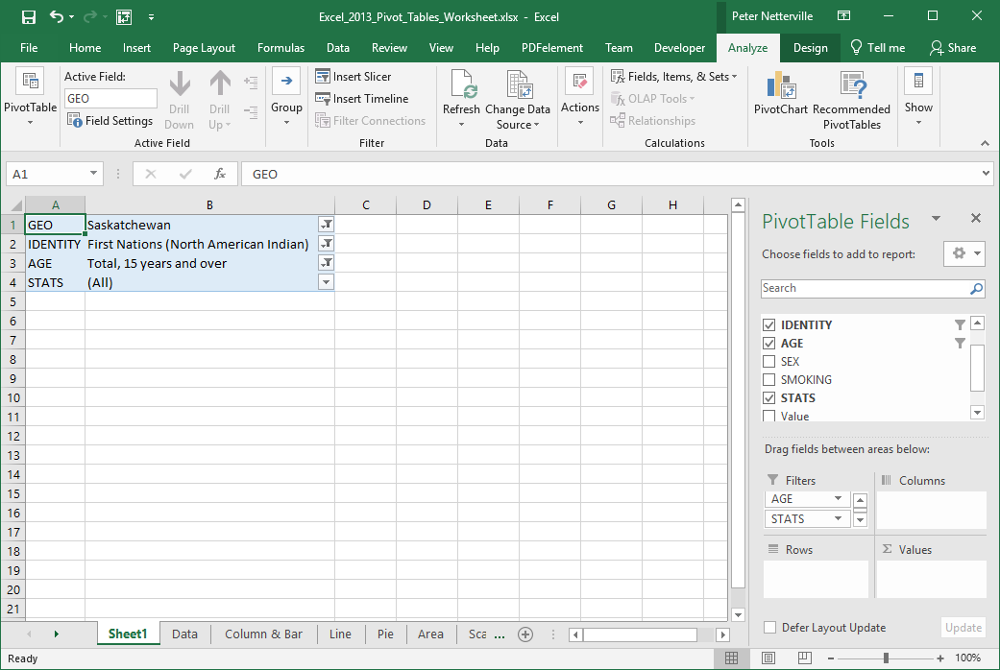 Excel_2013_Pivot_Tables_Worksheet.xlsx - Excel
Peter Netterville
File Home Insert Page Layout Formulas Data Review View Help PDFelement Team Developer Analyze Design Tell me Share
PivotTable
Active Field:
GEO
Field Settings
Drill Down
Drill Up
Active Field
Group
Insert Slicer
Insert Timeline
Filter Connections
Filter
Refresh
Change Data Source
Data
Actions
Fields, Items, & Sets
OLAP Tools
Relationships
Calculations
PivotChart
Recommended PivotTables
Tools
Show
A1
fx
GEO
A B C D E F G H
1 GEO Saskatchewan
2 IDENTITY First Nations (North American Indian)
3 AGE Total, 15 years and over
4 STATS (All)
5
6
7
8
9
10
11
12
13
14
15
16
17
18
19
20
21
PivotTable Fields
Choose fields to add to report:
Search
IDENTITY
AGE
SEX
SMOKING
STATS
Value
Drag fields between areas below:
Filters
AGE
STATS
Columns
Rows
Σ Values
Defer Layout Update
Update
Sheet1 Data Column & Bar Line Pie Area Sca ...
Ready
100%